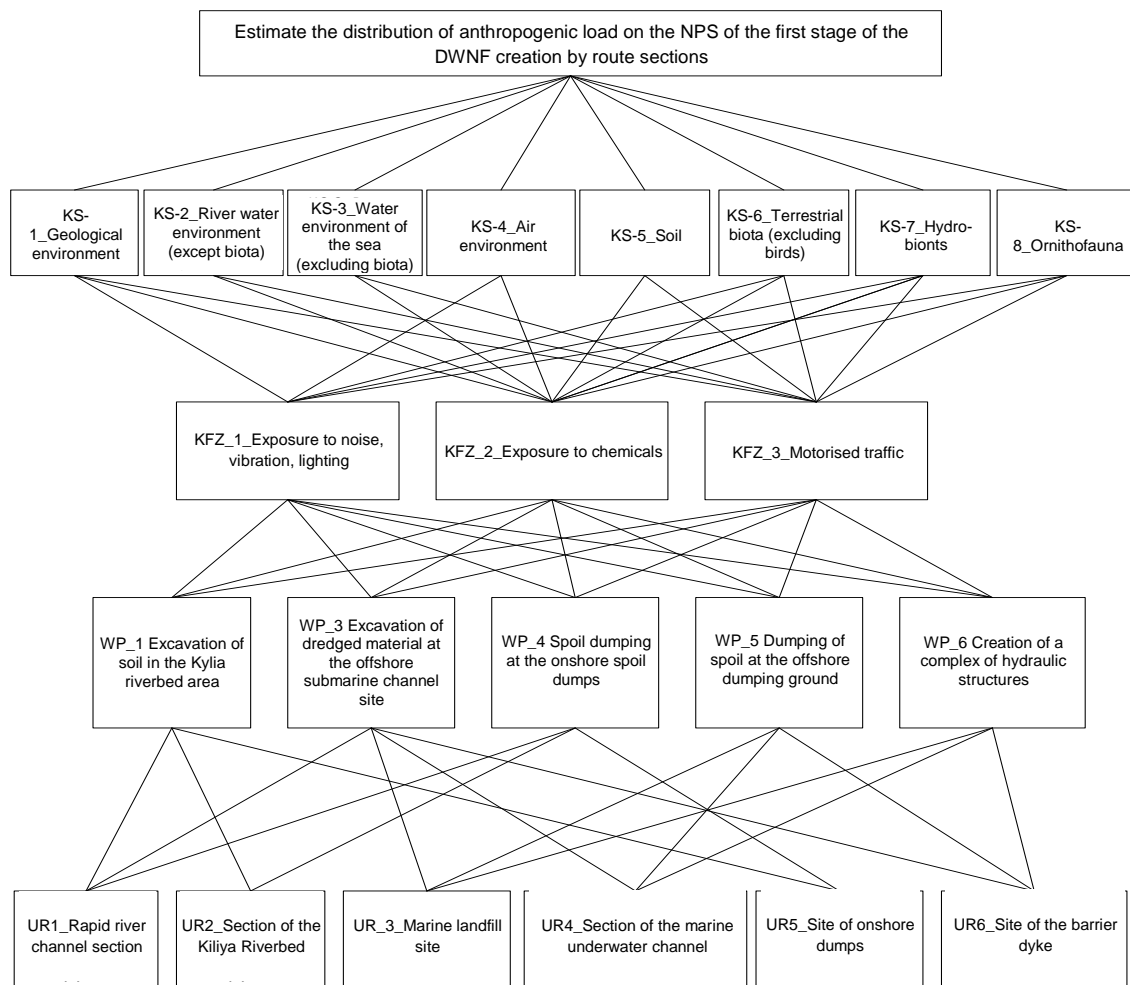 Estimate the distribution of anthropogenic load on the NPS of the first stage of the
DWNF creation by route sections
KS-
1_Geological
environment
KS-2_River water
environment
(except biota)
KS-3_Water
environment of
the sea
(excluding biota)
KS-4_Air
environment
KS-5_Soil
KS-6_Terrestrial
biota (excluding
birds)
KS-7_Hydro-
bionts
KS-
8_Ornithofauna
KFZ_1_Exposure to noise,
vibration, lighting
KFZ_2_Exposure to chemicals
KFZ_3_Motorised traffic
WP_1 Excavation of
soil in the Kylia
riverbed area
WP_3 Excavation of
dredged material at
the offshore
submarine channel
site
WP_4 Spoil dumping
at the onshore spoil
dumps
WP_5 Dumping of
spoil at the offshore
dumping ground
WP_6 Creation of a
complex of hydraulic
structures
UR1_Rapid river
channel section
UR2_Section of the
Kiliya Riverbed
UR_3_Marine landfill
site
UR4_Section of the marine
underwater channel
UR5_Site of onshore
dumps
UR6_Site of the barrier
dyke